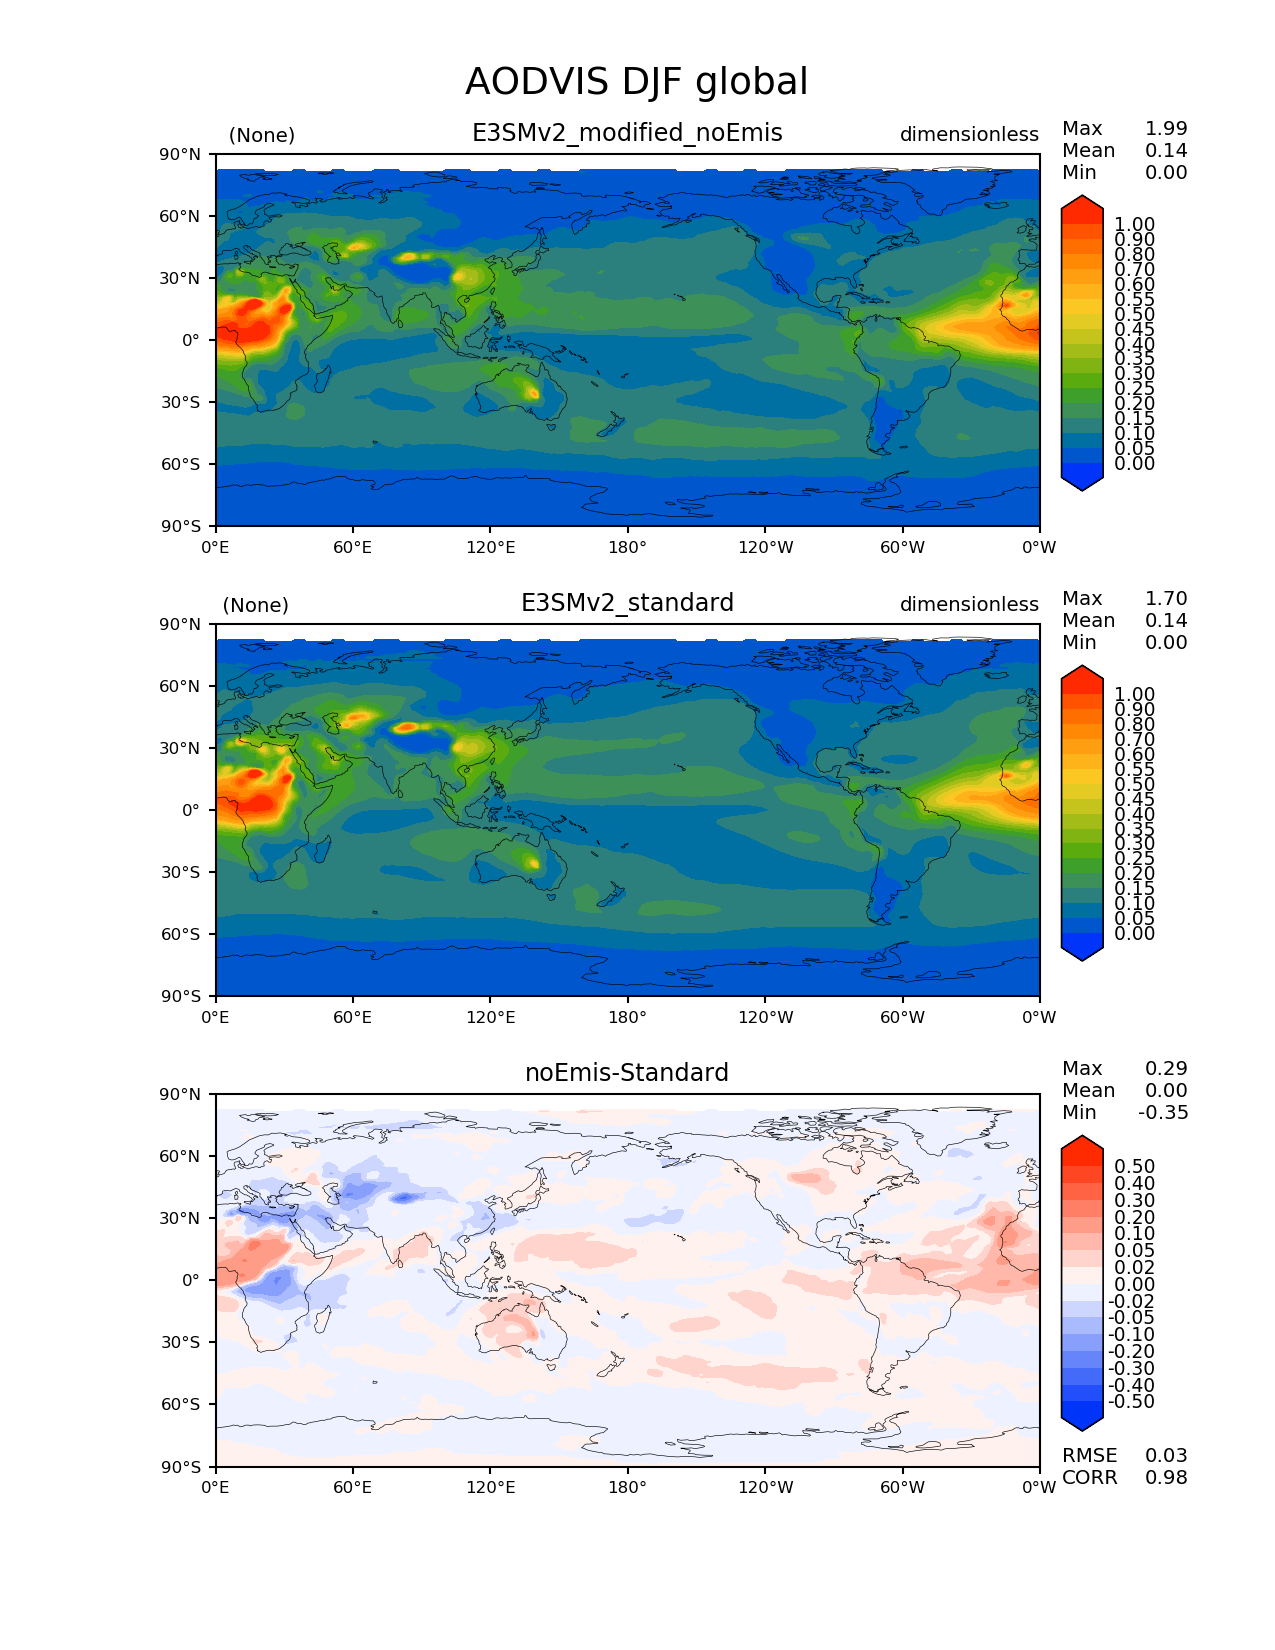 AODVIS DJF global
(None) E3SMv2_modified_noEmis dimensionless
Max 1.99
Mean 0.14
Min 0.00
90°N
60°N
30°N
0°
30°S
60°S
90°S
0°E 60°E 120°E 180° 120°W 60°W 0°W
1.00
0.90
0.80
0.70
0.60
0.55
0.50
0.45
0.40
0.35
0.30
0.25
0.20
0.15
0.10
0.05
0.00
(None) E3SMv2_standard dimensionless
Max 1.70
Mean 0.14
Min 0.00
90°N
60°N
30°N
0°
30°S
60°S
90°S
0°E 60°E 120°E 180° 120°W 60°W 0°W
1.00
0.90
0.80
0.70
0.60
0.55
0.50
0.45
0.40
0.35
0.30
0.25
0.20
0.15
0.10
0.05
0.00
noEmis-Standard
Max 0.29
Mean 0.00
Min -0.35
90°N
60°N
30°N
0°
30°S
60°S
90°S
0°E 60°E 120°E 180° 120°W 60°W 0°W
0.50
0.40
0.30
0.20
0.10
0.05
0.02
0.00
-0.02
-0.05
-0.10
-0.20
-0.30
-0.40
-0.50
RMSE 0.03
CORR 0.98